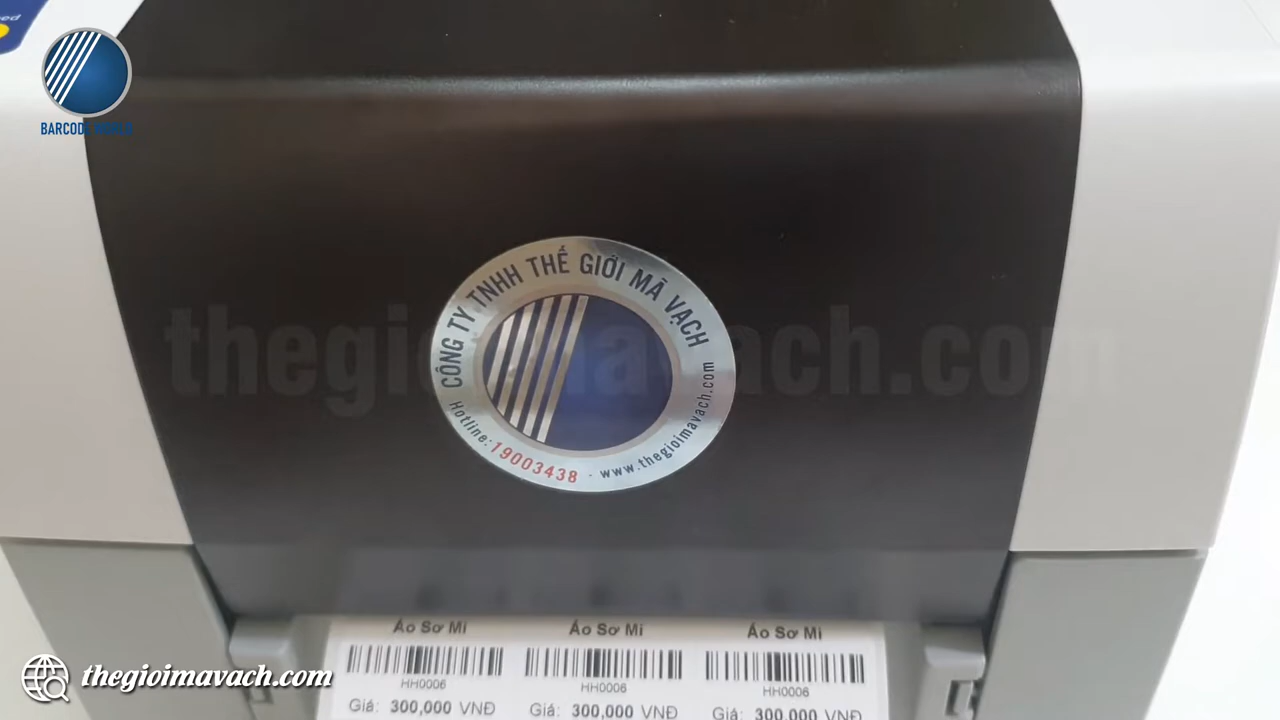 BARCODE WORLD
CÔNG TY TNHH THẾ GIỚI MÃ VẠCH
Hotline: 19003438 - www.thegioimavach.com
thegioimavach.com
Áo Sơ Mi Áo Sơ Mi Áo Sơ Mi
HH0006 HH0006 HH0006
Giá: 300,000 VNĐ Giá: 300,000 VNĐ Giá: 300,000 VNĐ
thegioimavach.com